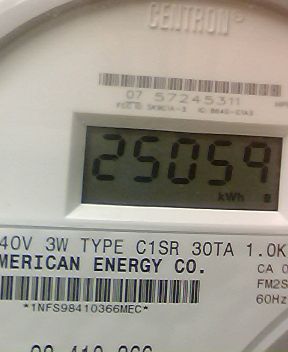 CENTRON®
07 57245311
25059
kWh
40V 3W TYPE C1SR 30TA 1.0K
MERICAN ENERGY CO.
CA 0
FM2S
60Hz
*1NFS98410366MEC*